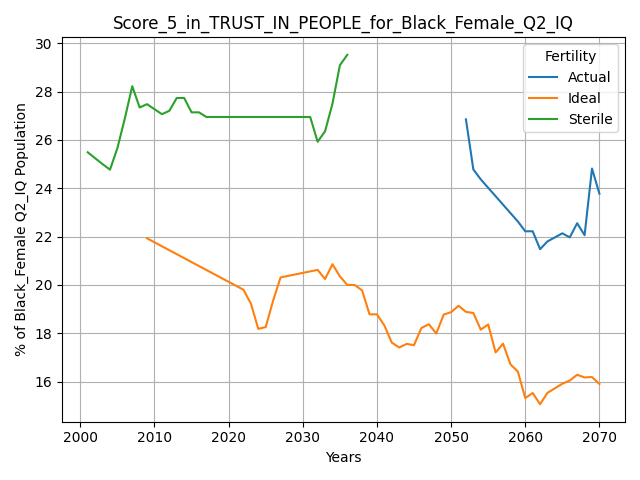 Score_5_in_TRUST_IN_PEOPLE_for_Black_Female_Q2_IQ
% of Black_Female Q2_IQ Population
30
28
26
24
22
20
18
16
Fertility
Actual
Ideal
Sterile
2000 2010 2020 2030 2040 2050 2060 2070
Years